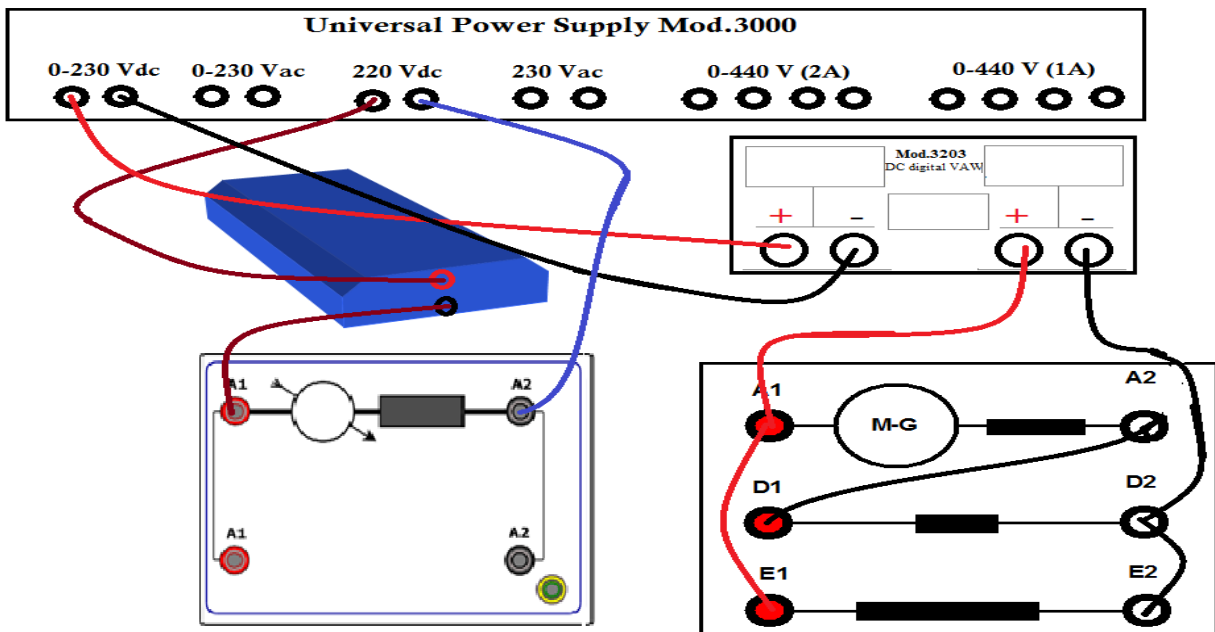 Universal Power Supply Mod.3000
0-230 Vdc 0-230 Vac 220 Vdc 230 Vac 0-440 V (2A) 0-440 V (1A)
Mod.3203
DC digital VAW
+ - + -
A1 A2
A1 A2
A1 A2
M-G
D1 D2
E1 E2